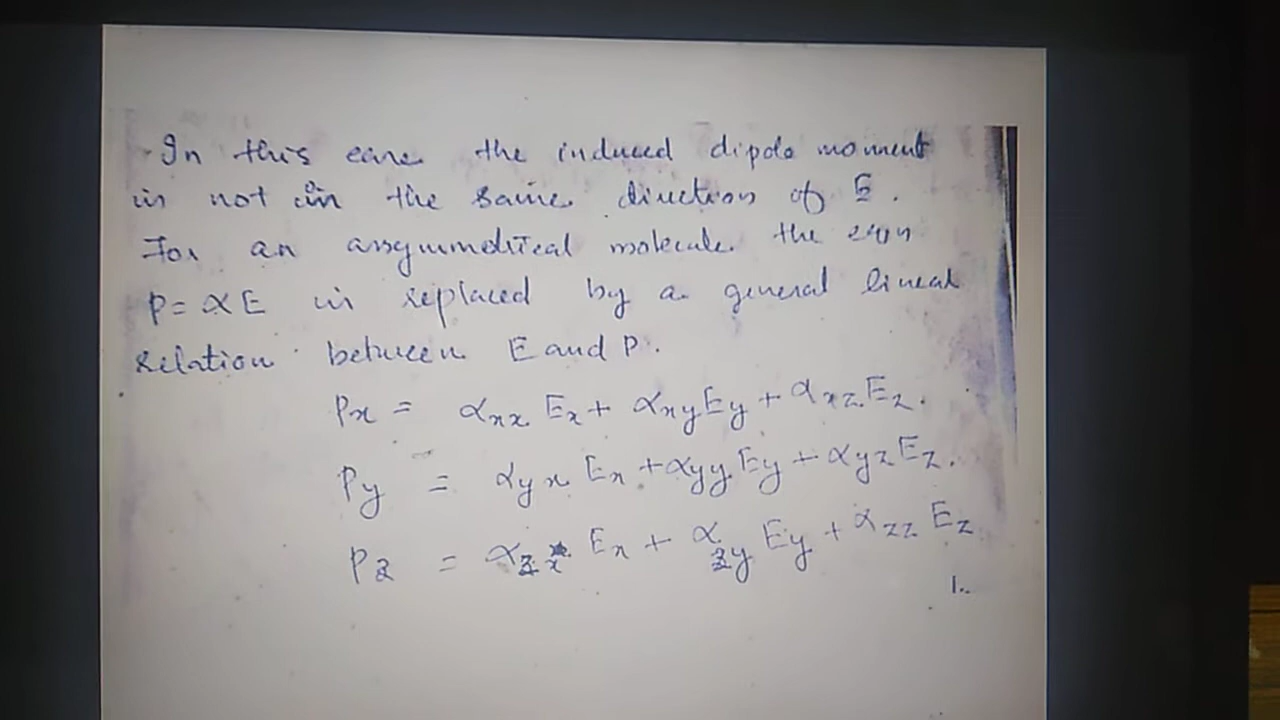 In this case the induced dipole moment
is not in the same direction of E.
For an assymmetrical molecule the eqn
P = αE is replaced by a general lineal
relation between E and P.
Px = αxx Ex + αxy Ey + αxz Ez.
Py = αyx Ex + αyy Ey + αyz Ez.
Pz = αzx Ex + αzy Ey + αzz Ez
1..